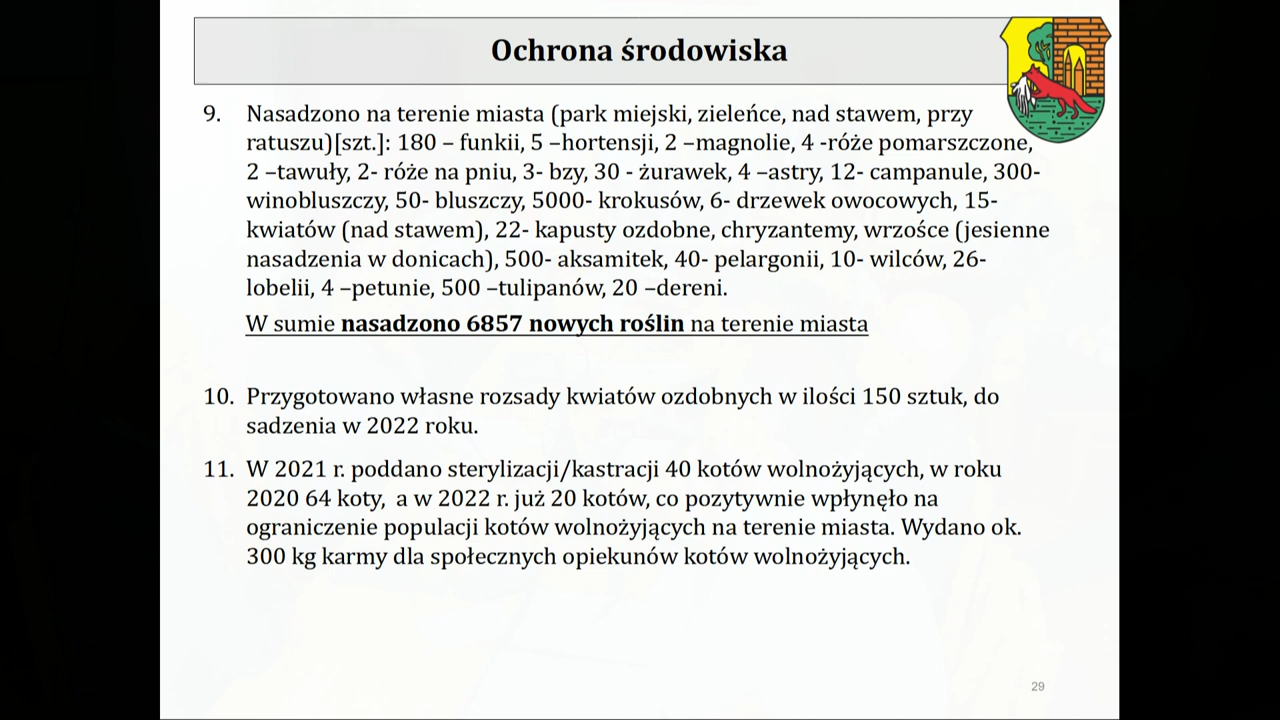 Ochrona środowiska
9. Nasadzono na terenie miasta (park miejski, zieleńce, nad stawem, przy
ratuszu)[szt.]: 180 – funkii, 5 –hortensji, 2 –magnolie, 4 -róże pomarszczone,
2 –tawuły, 2- róże na pniu, 3- bzy, 30 - żurawek, 4 –astry, 12- campanule, 300-
winobluszczy, 50- bluszczy, 5000- krokusów, 6- drzewek owocowych, 15-
kwiatów (nad stawem), 22- kapusty ozdobne, chryzantemy, wrzośce (jesienne
nasadzenia w donicach), 500- aksamitek, 40- pelargonii, 10- wilców, 26-
lobelii, 4 –petunie, 500 –tulipanów, 20 –dereni.
W sumie nasadzono 6857 nowych roślin na terenie miasta
10. Przygotowano własne rozsady kwiatów ozdobnych w ilości 150 sztuk, do
sadzenia w 2022 roku.
11. W 2021 r. poddano sterylizacji/kastracji 40 kotów wolnożyjących, w roku
2020 64 koty, a w 2022 r. już 20 kotów, co pozytywnie wpłynęło na
ograniczenie populacji kotów wolnożyjących na terenie miasta. Wydano ok.
300 kg karmy dla społecznych opiekunów kotów wolnożyjących.
29